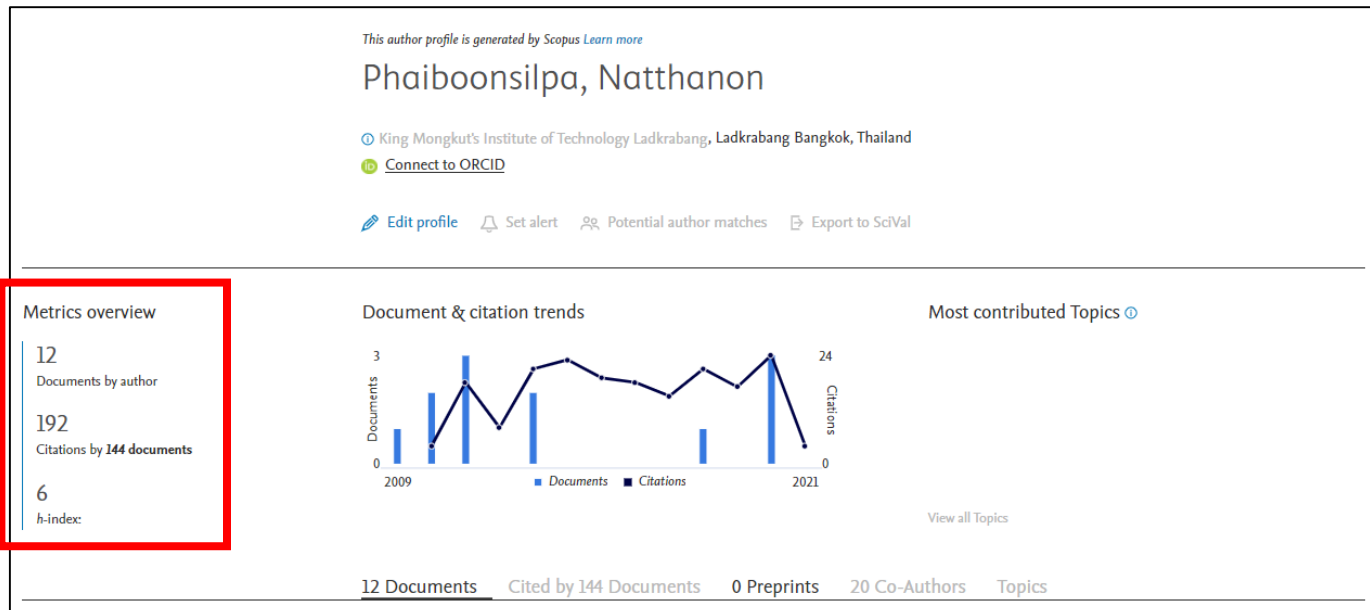 This author profile is generated by Scopus Learn more
Phaiboonsilpa, Natthanon
King Mongkut's Institute of Technology Ladkrabang, Ladkrabang Bangkok, Thailand
iD Connect to ORCID
Edit profile Set alert Potential author matches Export to SciVal
Metrics overview
12
Documents by author
192
Citations by 144 documents
6
h-index:
Document & citation trends
3
24
Documents
Citations
0
0
2009
2021
Documents Citations
Most contributed Topics
View all Topics
12 Documents Cited by 144 Documents 0 Preprints 20 Co-Authors Topics